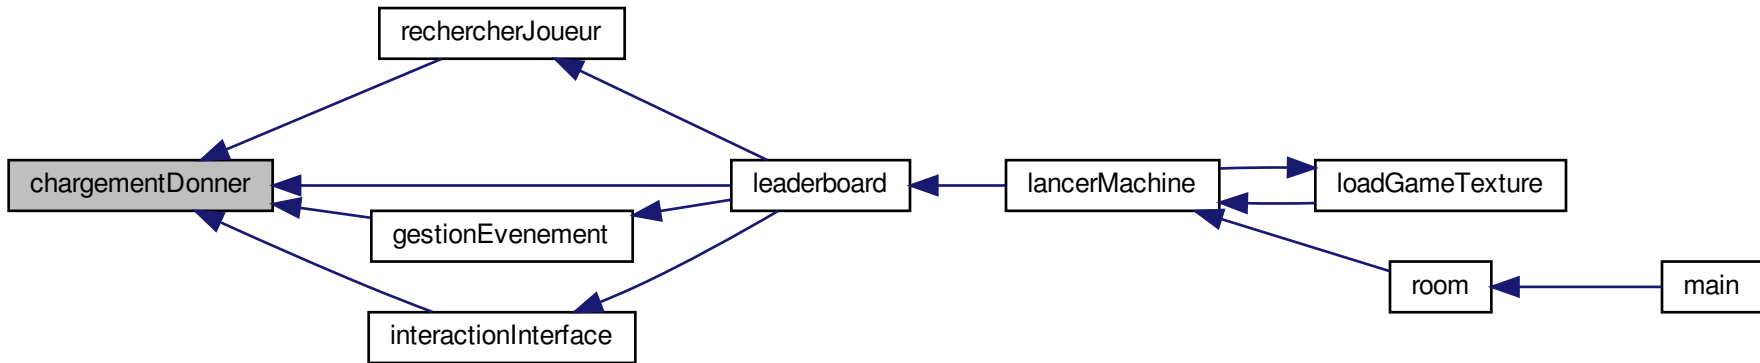 rechercherJoueur
chargementDonner
leaderboard
lancerMachine
loadGameTexture
gestionEvenement
room
main
interactionInterface